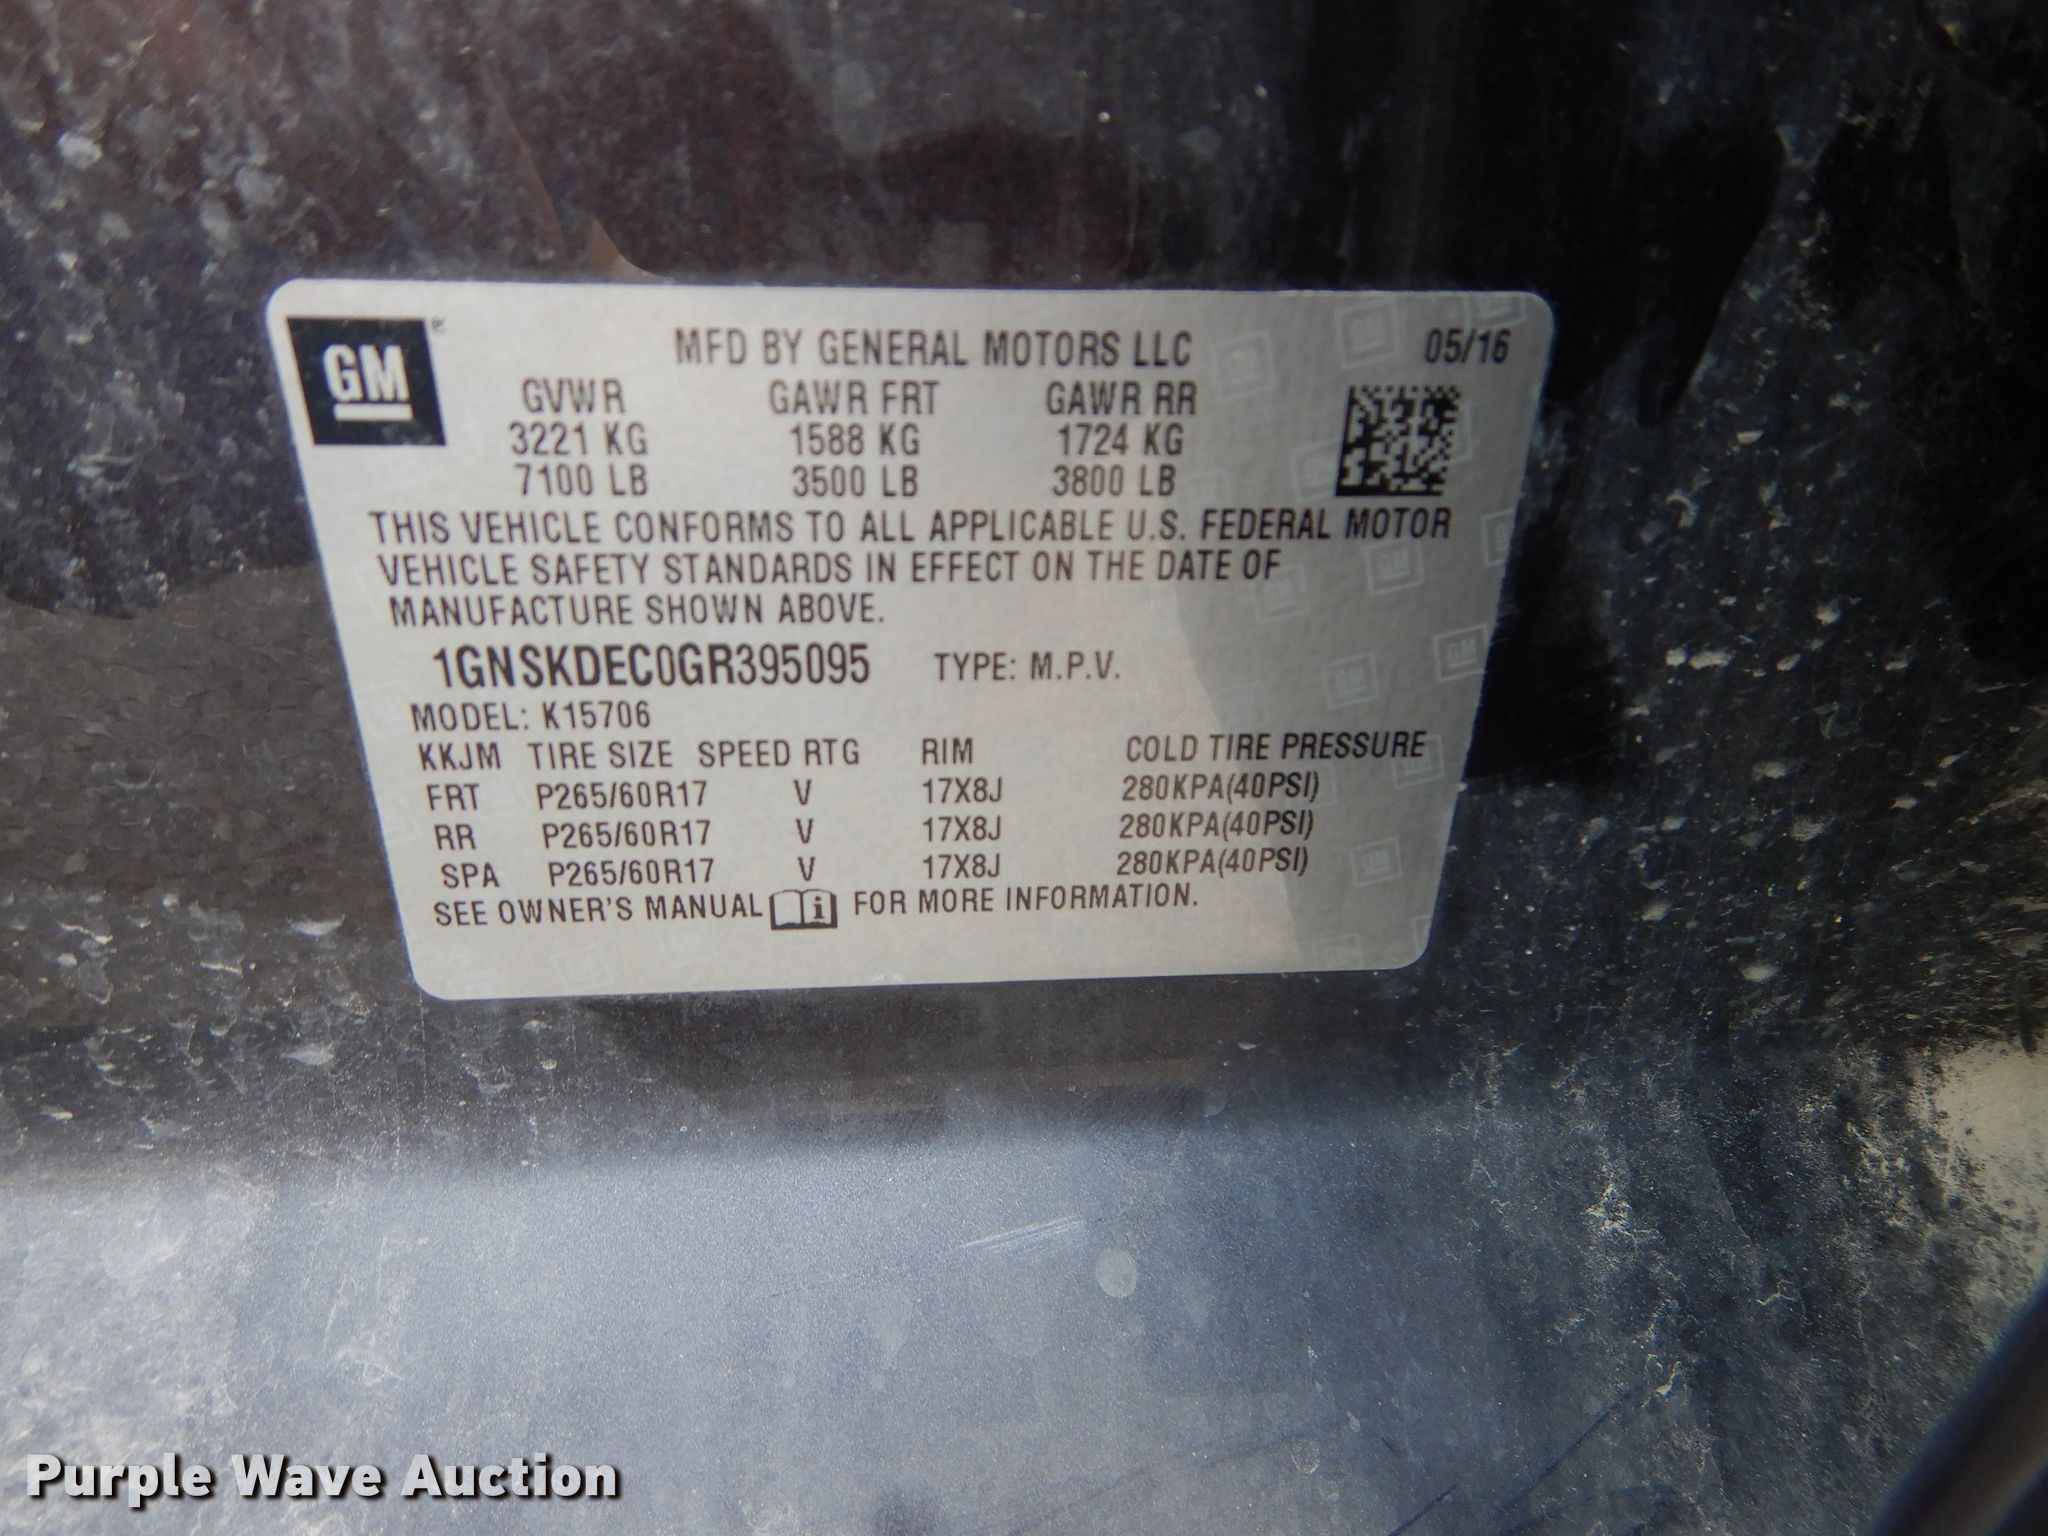 GM
MFD BY GENERAL MOTORS LLC 05/16
GVWR GAWR FRT GAWR RR
3221 KG 1588 KG 1724 KG
7100 LB 3500 LB 3800 LB
THIS VEHICLE CONFORMS TO ALL APPLICABLE U.S. FEDERAL MOTOR
VEHICLE SAFETY STANDARDS IN EFFECT ON THE DATE OF
MANUFACTURE SHOWN ABOVE.
1GNSKDEC0GR395095 TYPE: M.P.V.
MODEL: K15706
KKJM TIRE SIZE SPEED RTG RIM COLD TIRE PRESSURE
FRT P265/60R17 V 17X8J 280KPA(40PSI)
RR P265/60R17 V 17X8J 280KPA(40PSI)
SPA P265/60R17 V 17X8J 280KPA(40PSI)
SEE OWNER'S MANUAL i FOR MORE INFORMATION.
Purple Wave Auction